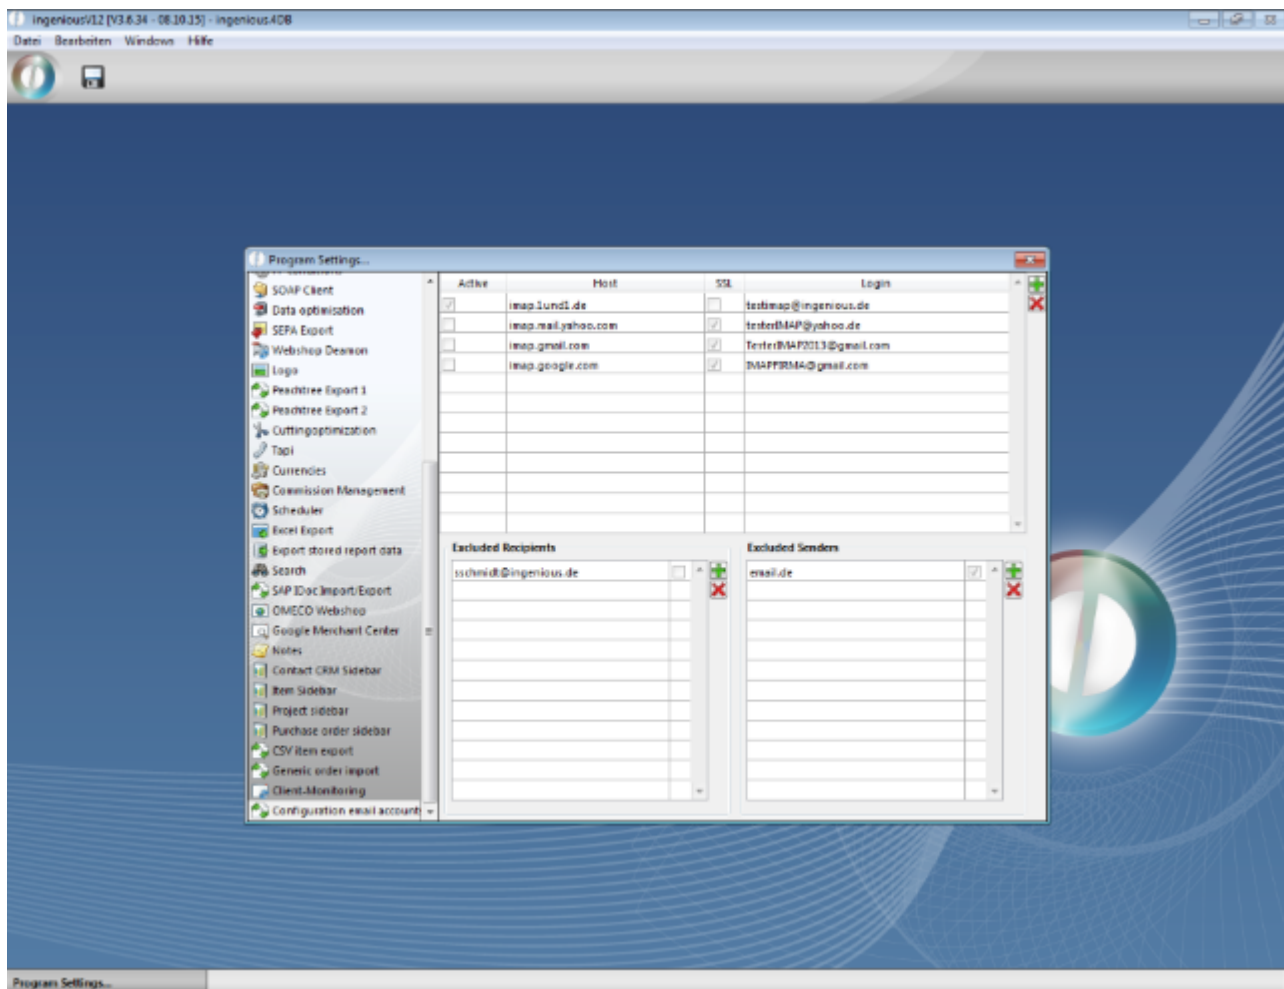 ingeniousV12 [V3.6.34 - 08.10.15] - ingenious.4DB
Datei Bearbeiten Windows Hilfe
Program Settings...
SOAP Client
Data optimisation
SEPA Export
Webshop Deamon
Logo
Peachtree Export 1
Peachtree Export 2
Cuttingoptimization
Tapi
Currencies
Commission Management
Scheduler
Excel Export
Export stored report data
Search
SAP IDoc Import/Export
OMECO Webshop
Google Merchant Center
Notes
Contact CRM Sidebar
Item Sidebar
Project sidebar
Purchase order sidebar
CSV item export
Generic order import
Client-Monitoring
Configuration email account
Active Host SSL Login
imap.1und1.de testimap@ingenious.de
imap.mail.yahoo.com testerIMAP@yahoo.de
imap.gmail.com TesterIMAP2013@gmail.com
imap.google.com IMAPFIRMA@gmail.com
Excluded Recipients
sschmidt@ingenious.de
Excluded Senders
email.de
Program Settings...